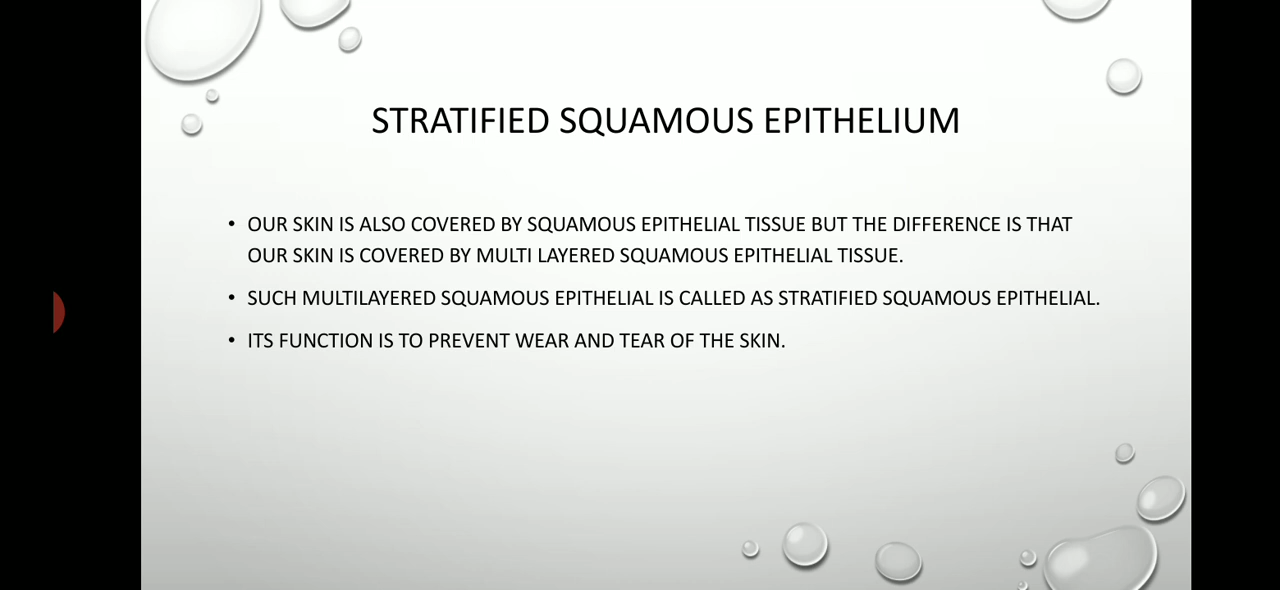 STRATIFIED SQUAMOUS EPITHELIUM
• OUR SKIN IS ALSO COVERED BY SQUAMOUS EPITHELIAL TISSUE BUT THE DIFFERENCE IS THAT
OUR SKIN IS COVERED BY MULTI LAYERED SQUAMOUS EPITHELIAL TISSUE.
• SUCH MULTILAYERED SQUAMOUS EPITHELIAL IS CALLED AS STRATIFIED SQUAMOUS EPITHELIAL.
• ITS FUNCTION IS TO PREVENT WEAR AND TEAR OF THE SKIN.